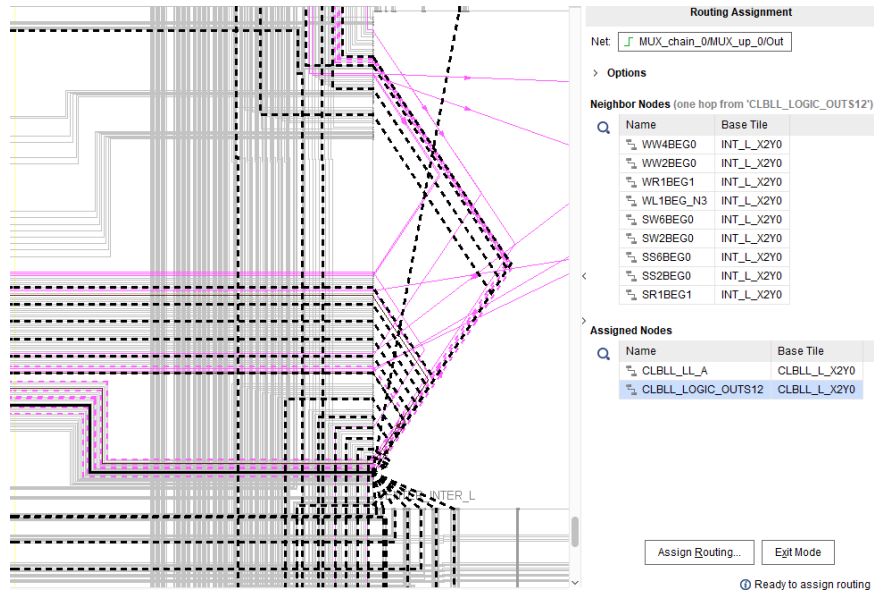 Routing Assignment
Net: MUX_chain_0/MUX_up_0/Out
Options
Neighbor Nodes (one hop from 'CLBLL_LOGIC_OUTS12')
Name Base Tile
WW4BEG0 INT_L_X2Y0
WW2BEG0 INT_L_X2Y0
WR1BEG1 INT_L_X2Y0
WL1BEG_N3 INT_L_X2Y0
SW6BEG0 INT_L_X2Y0
SW2BEG0 INT_L_X2Y0
SS6BEG0 INT_L_X2Y0
SS2BEG0 INT_L_X2Y0
SR1BEG1 INT_L_X2Y0
Assigned Nodes
Name Base Tile
CLBLL_LL_A CLBLL_L_X2Y0
CLBLL_LOGIC_OUTS12 CLBLL_L_X2Y0
INTER_L
Assign Routing... Exit Mode
Ready to assign routing